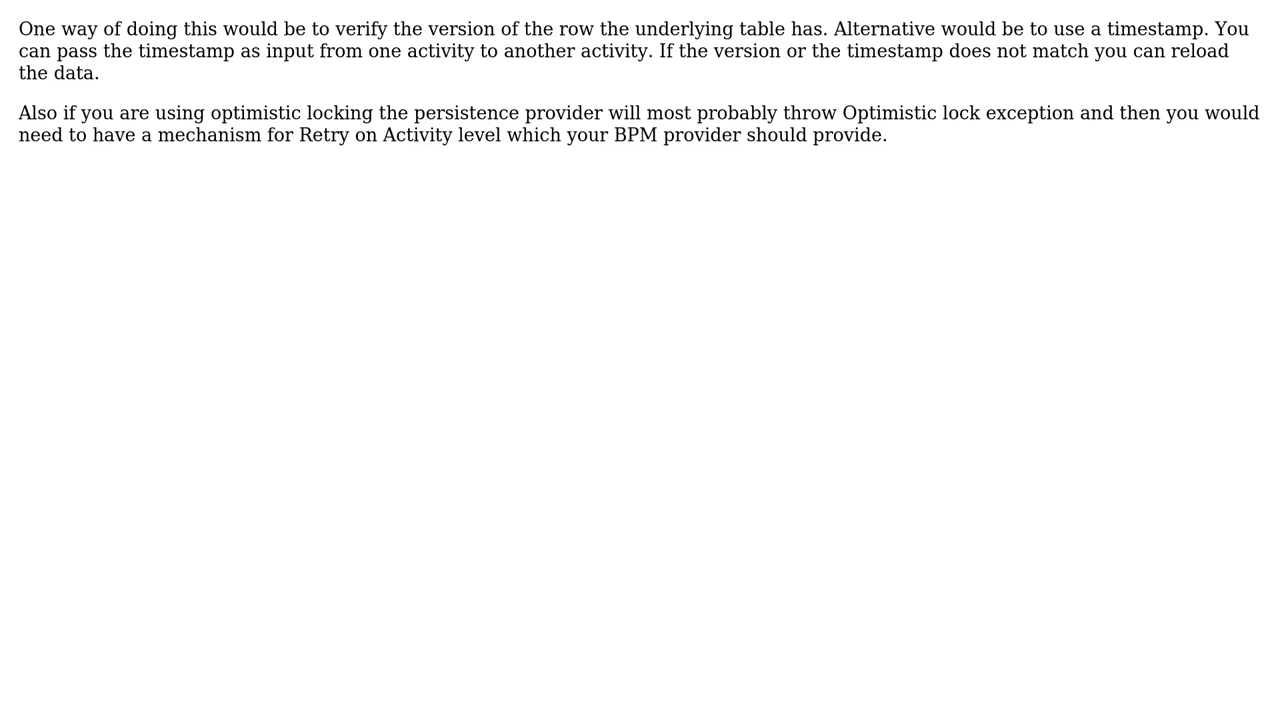 One way of doing this would be to verify the version of the row the underlying table has. Alternative would be to use a timestamp. You
can pass the timestamp as input from one activity to another activity. If the version or the timestamp does not match you can reload
the data.
Also if you are using optimistic locking the persistence provider will most probably throw Optimistic lock exception and then you would
need to have a mechanism for Retry on Activity level which your BPM provider should provide.